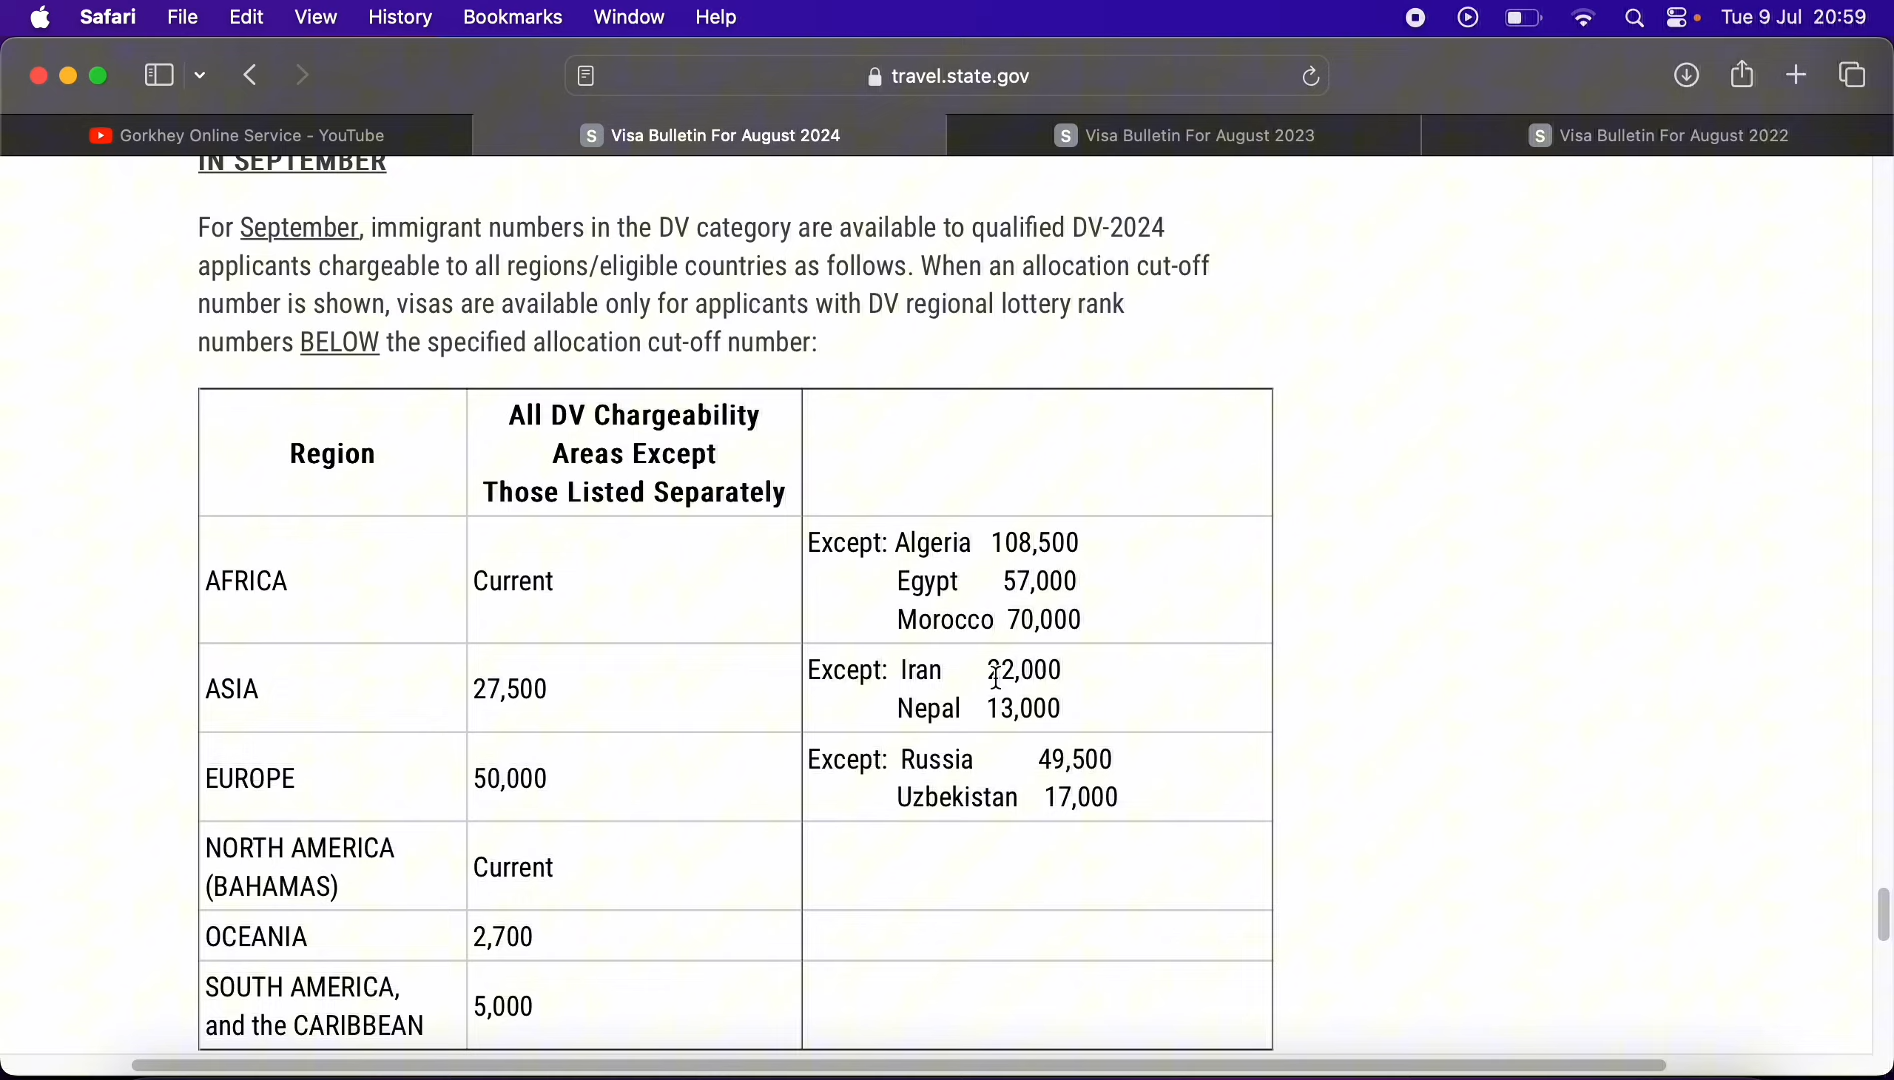 Safari File Edit View History Bookmarks Window Help Tue 9 Jul 20:59
travel.state.gov
Gorkhey Online Service - YouTube
S Visa Bulletin For August 2024
S Visa Bulletin For August 2023
S Visa Bulletin For August 2022
IN SEPTEMBER
For September, immigrant numbers in the DV category are available to qualified DV-2024
applicants chargeable to all regions/eligible countries as follows. When an allocation cut-off
number is shown, visas are available only for applicants with DV regional lottery rank
numbers BELOW the specified allocation cut-off number:
Region
All DV Chargeability
Areas Except
Those Listed Separately
AFRICA
Current
Except: Algeria 108,500
Egypt 57,000
Morocco 70,000
ASIA
27,500
Except: Iran 22,000
Nepal 13,000
EUROPE
50,000
Except: Russia 49,500
Uzbekistan 17,000
NORTH AMERICA
(BAHAMAS)
Current
OCEANIA
2,700
SOUTH AMERICA,
and the CARIBBEAN
5,000